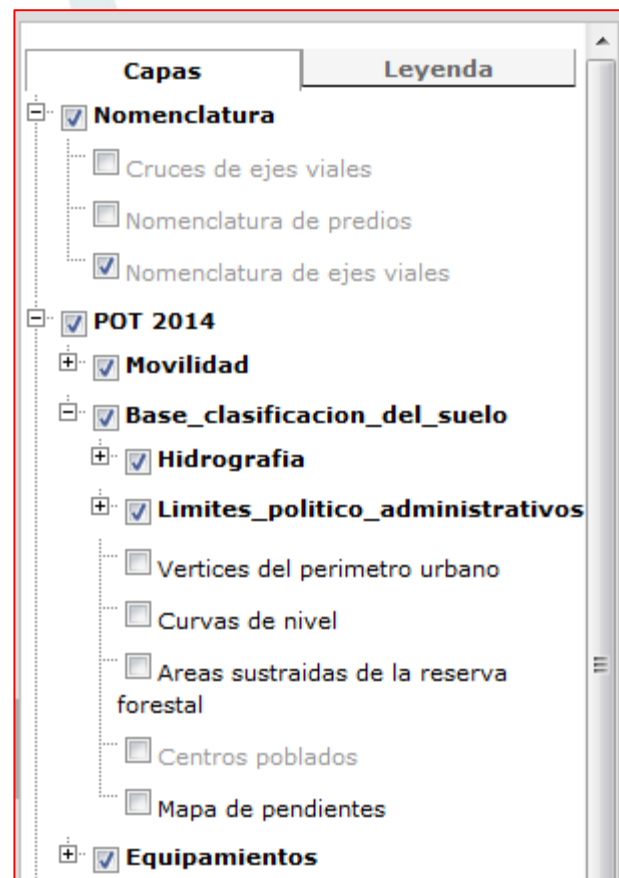 Capas Leyenda
Nomenclatura
Cruces de ejes viales
Nomenclatura de predios
Nomenclatura de ejes viales
POT 2014
Movilidad
Base_clasificacion_del_suelo
Hidrografia
Limites_politico_administrativos
Vertices del perimetro urbano
Curvas de nivel
Areas sustraidas de la reserva
forestal
Centros poblados
Mapa de pendientes
Equipamientos